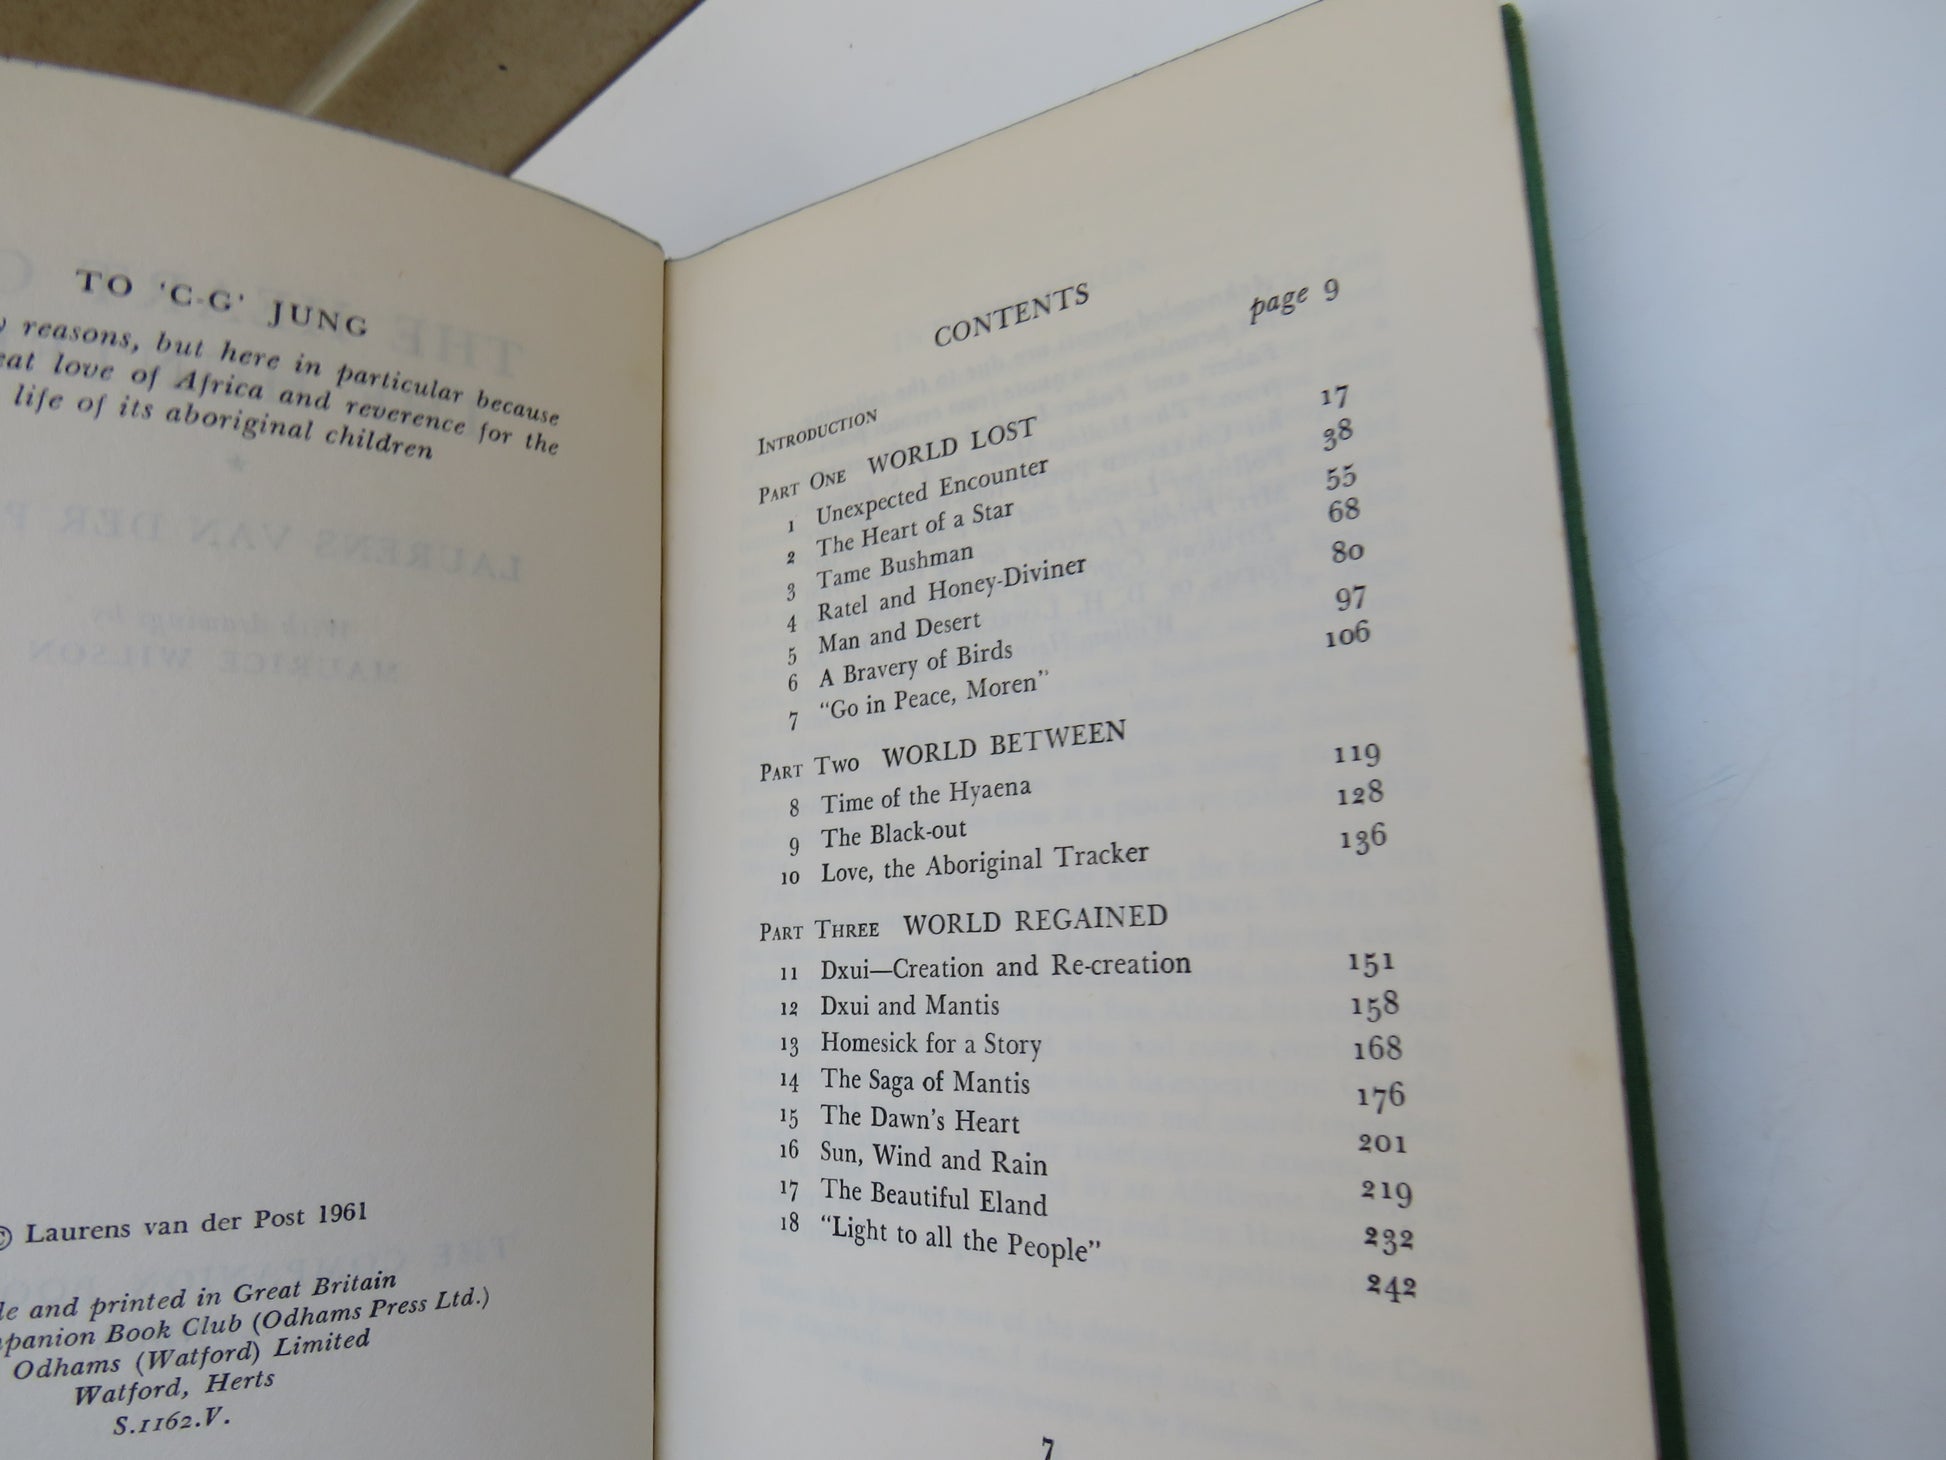 TO 'C-G' JUNG
reasons, but here in particular because
love of Africa and reverence for the
life of its aboriginal children
*
© Laurens van der Post 1961
and printed in Great Britain
Book Club (Odhams Press Ltd.)
Odhams (Watford) Limited
Watford, Herts
S.1162.V.
CONTENTS
INTRODUCTION page 9
PART ONE WORLD LOST
1 Unexpected Encounter 17
2 The Heart of a Star 38
3 Tame Bushman 55
4 Ratel and Honey-Diviner 68
5 Man and Desert 80
6 A Bravery of Birds 97
7 "Go in Peace, Moren" 106
PART TWO WORLD BETWEEN
8 Time of the Hyaena 119
9 The Black-out 128
10 Love, the Aboriginal Tracker 136
PART THREE WORLD REGAINED
11 Dxui—Creation and Re-creation 151
12 Dxui and Mantis 158
13 Homesick for a Story 168
14 The Saga of Mantis 176
15 The Dawn's Heart 201
16 Sun, Wind and Rain 219
17 The Beautiful Eland 232
18 "Light to all the People" 242
7